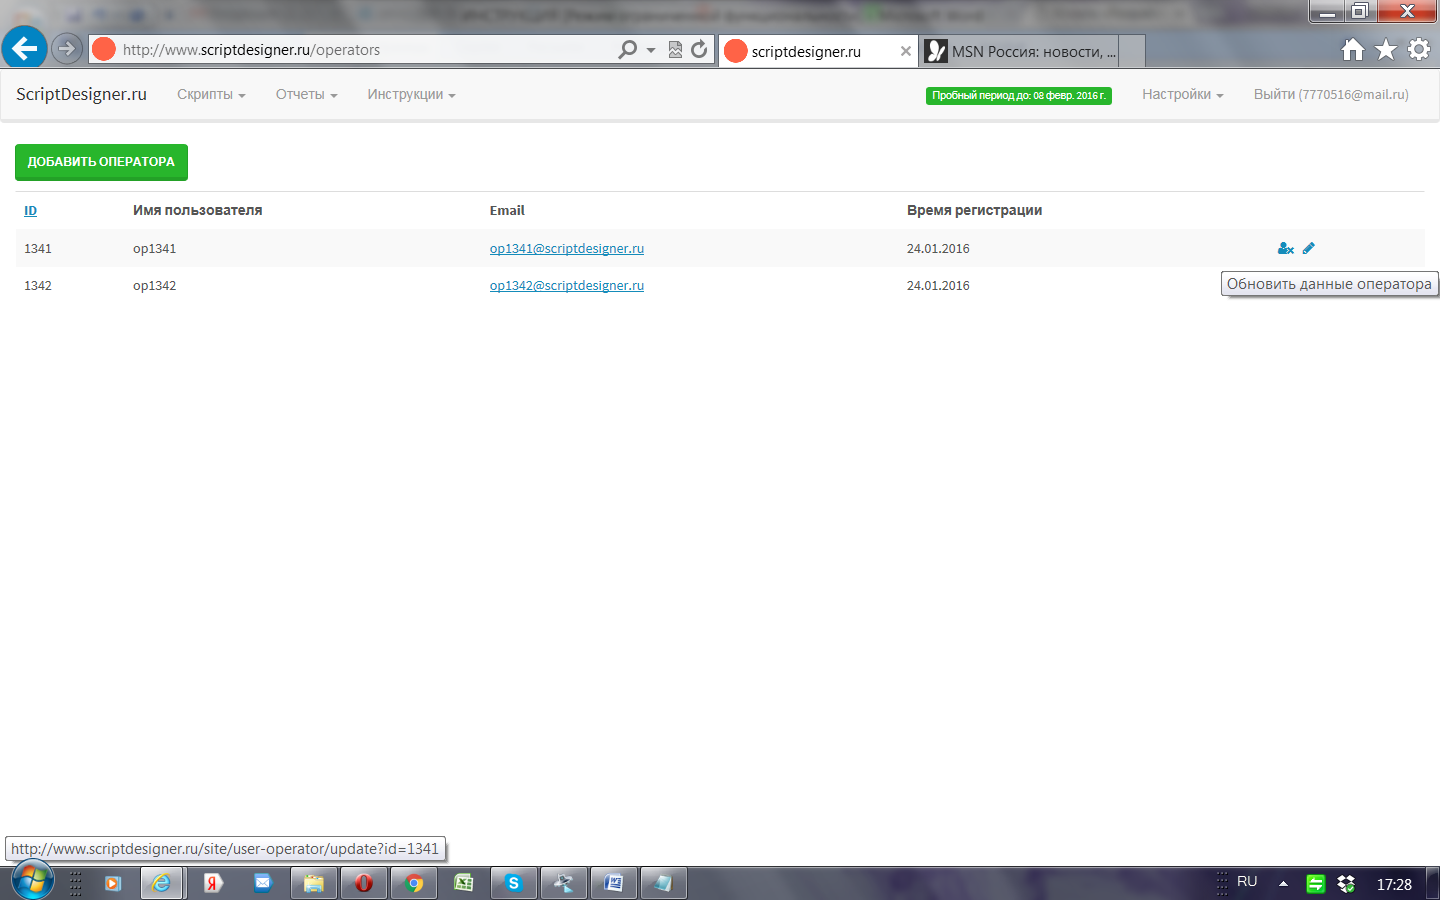 http://www.scriptdesigner.ru/operators
scriptdesigner.ru
MSN Россия: новости, ...
ScriptDesigner.ru
Скрипты
Отчеты
Инструкции
Пробный период до: 08 февр. 2016 г.
Настройки
Выйти (7770516@mail.ru)
ДОБАВИТЬ ОПЕРАТОРА
ID Имя пользователя Email Время регистрации
1341 op1341 op1341@scriptdesigner.ru 24.01.2016
1342 op1342 op1342@scriptdesigner.ru 24.01.2016
Обновить данные оператора
http://www.scriptdesigner.ru/site/user-operator/update?id=1341
RU
17:28